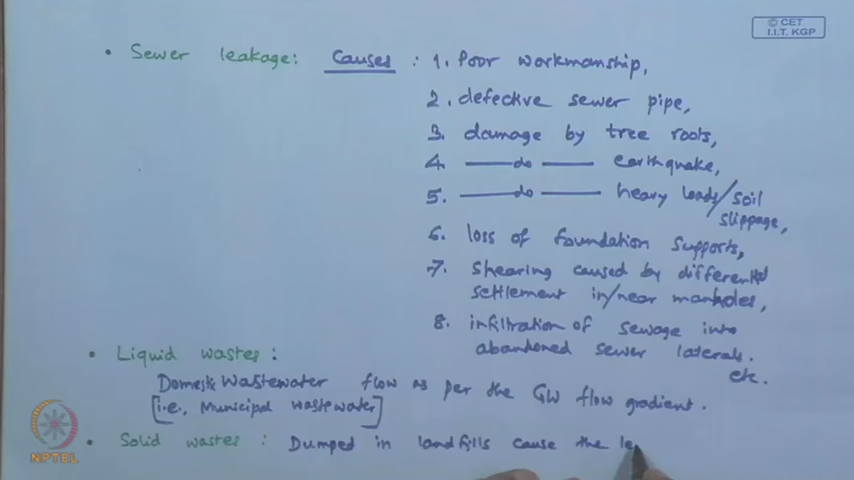 © CET
I.I.T. KGP
• Sewer leakage: Causes : 1. Poor workmanship,
2. defective sewer pipe,
3. damage by tree roots,
4. ——do—— earthquake,
5. ——do—— heavy loads/soil
slippage,
6. loss of foundation supports,
7. Shearing caused by differential
settlement in/near manholes,
8. infiltration of sewage into
abandoned sewer laterals.
etc.
• Liquid wastes :
Domestic Wastewater flow as per the GW flow gradient.
[i.e., Municipal wastewater]
• Solid wastes : Dumped in landfills cause the le
NPTEL